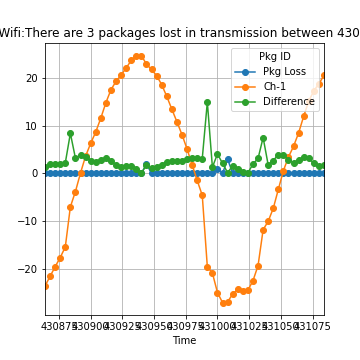 Wifi:There are 3 packages lost in transmission between 430
Pkg ID
Pkg Loss
Ch-1
Difference
20
10
0
−10
−20
430875 430900 430925 430950 430975 431000 431025 431050 431075
Time